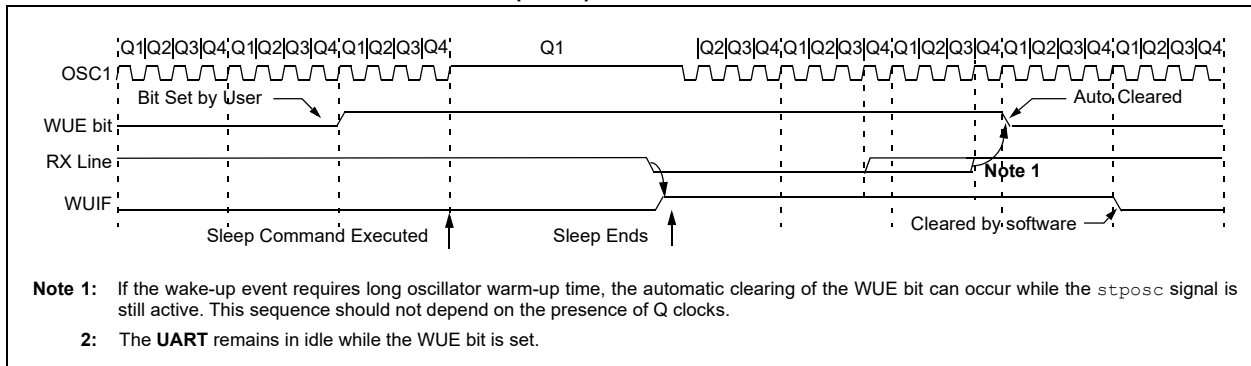 Q1 Q2 Q3 Q4 Q1 Q2 Q3 Q4 Q1 Q2 Q3 Q4 Q1 Q2 Q3 Q4 Q1 Q2 Q3 Q4 Q1 Q2 Q3 Q4 Q1 Q2 Q3 Q4 Q1 Q2 Q3 Q4
OSC1
Bit Set by User
Auto Cleared
WUE bit
RX Line
Note 1
WUIF
Cleared by software
Sleep Command Executed
Sleep Ends
Note 1: If the wake-up event requires long oscillator warm-up time, the automatic clearing of the WUE bit can occur while the stposc signal is
still active. This sequence should not depend on the presence of Q clocks.
2: The UART remains in idle while the WUE bit is set.